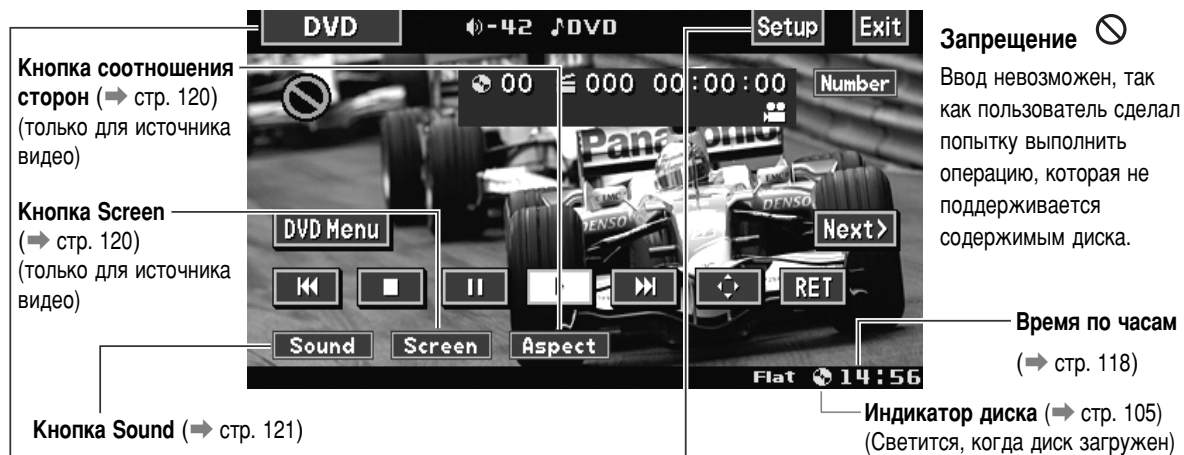 DVD
-42 DVD
Setup
Exit
Кнопка соотношения
сторон (➡ стр. 120)
(только для источника
видео)
00 000 00:00:00
Number
Запрещение
Ввод невозможен, так
как пользователь сделал
попытку выполнить
операцию, которая не
поддерживается
содержимым диска.
Panasonic
DENSO
DENSO
Кнопка Screen
(➡ стр. 120)
(только для источника
видео)
DVD Menu
Next>
RET
Sound
Screen
Aspect
Время по часам
(➡ стр. 118)
Flat 14:56
Индикатор диска (➡ стр. 105)
(Светится, когда диск загружен)
Кнопка Sound (➡ стр. 121)